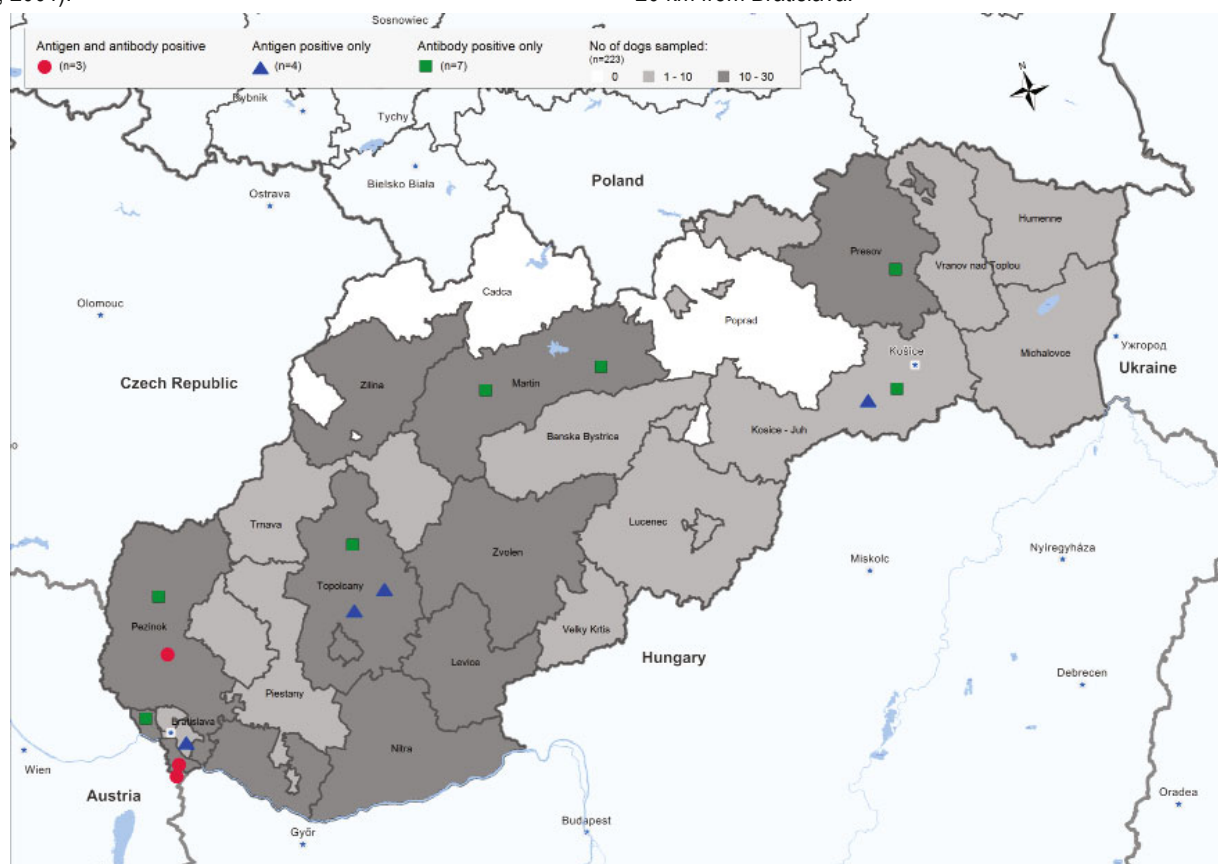 , 2001).
20 km from Bratislava.
Sosnowiec
Antigen and antibody positive
(n=3)
Antigen positive only
(n=4)
Antibody positive only
(n=7)
No of dogs sampled:
(n=223)
0
1 - 10
10 - 30
N
Rybnik
Tychy
Bielsko Biała
Poland
Ostrava
Humenne
Presov
Vranov nad Toplou
Olomouc
Cadca
Poprad
Ужгород
Košice
Michalovce
Ukraine
Czech Republic
Zilina
Martin
Banska Bystrica
Kosice - Juh
Trnava
Lucenec
Zvolen
Miskolc
Nyíregyháza
Topolcany
Pezinok
Velky Krtis
Hungary
Levice
Debrecen
Piestany
Bratislava
Nitra
Wien
Austria
Oradea
Győr
Budapest